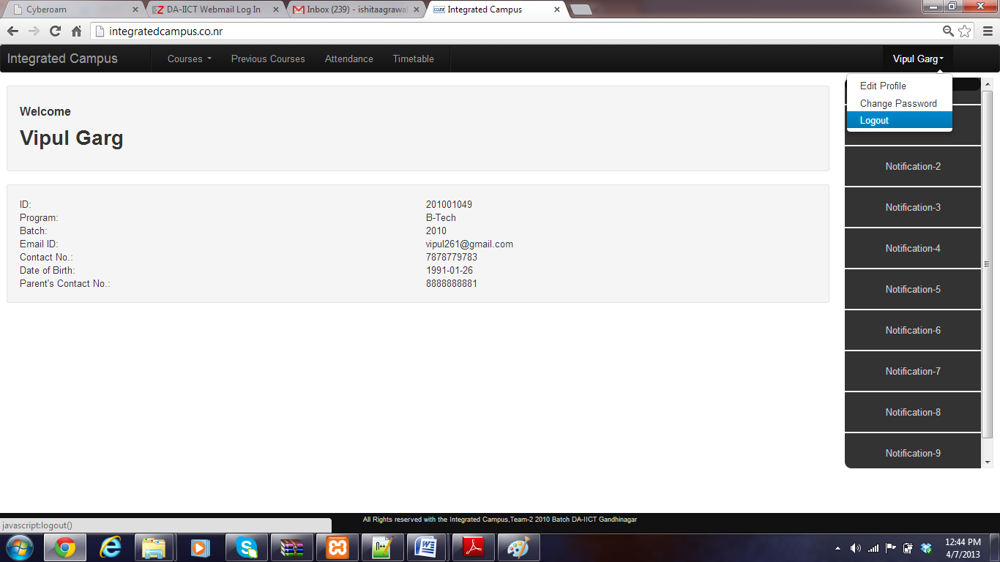 Cyberoam
DA-IICT Webmail Log In
Inbox (239) - ishitaagrawa
Integrated Campus
integratedcampus.co.nr
Integrated Campus
Courses
Previous Courses
Attendance
Timetable
Vipul Garg
Edit Profile
Change Password
Logout
Welcome
Vipul Garg
ID: 201001049
Program: B-Tech
Batch: 2010
Email ID: vipul261@gmail.com
Contact No.: 7878779783
Date of Birth: 1991-01-26
Parent's Contact No.: 8888888881
Notification-2
Notification-3
Notification-4
Notification-5
Notification-6
Notification-7
Notification-8
Notification-9
All Rights reserved with the Integrated Campus,Team-2 2010 Batch DA-IICT Gandhinagar
javascript:logout()
12:44 PM
4/7/2013